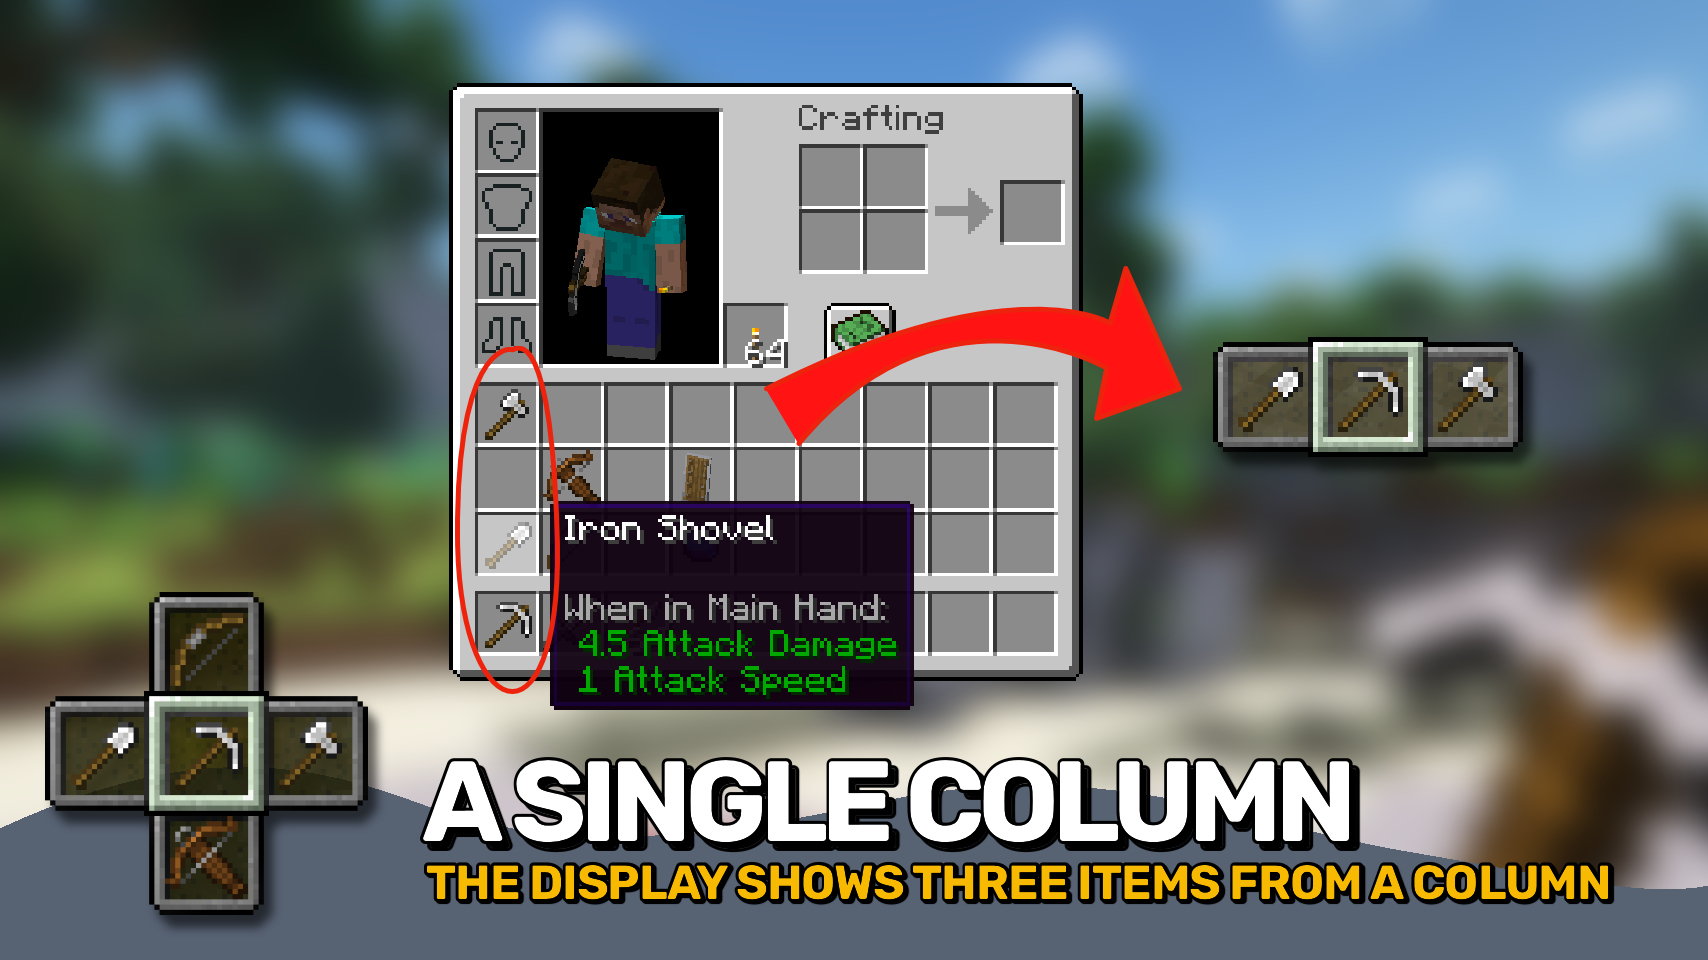 Crafting
64
Iron Shovel
When in Main Hand:
4.5 Attack Damage
1 Attack Speed
A SINGLE COLUMN
THE DISPLAY SHOWS THREE ITEMS FROM A COLUMN